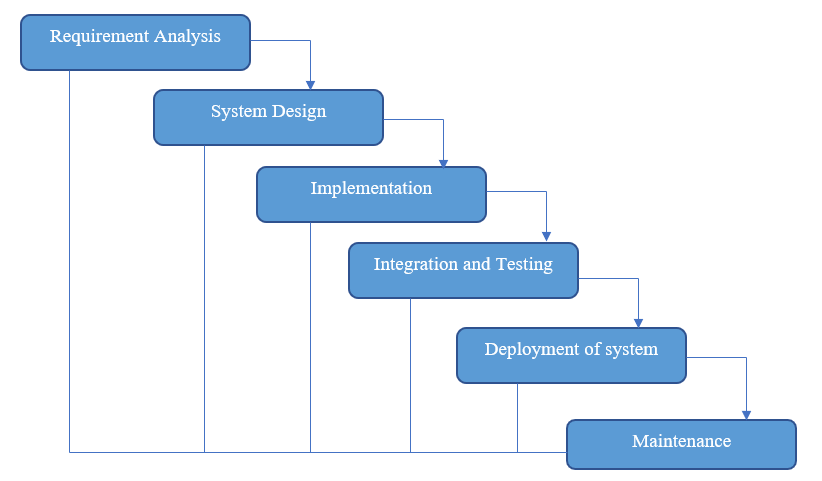 Requirement Analysis
System Design
Implementation
Integration and Testing
Deployment of system
Maintenance